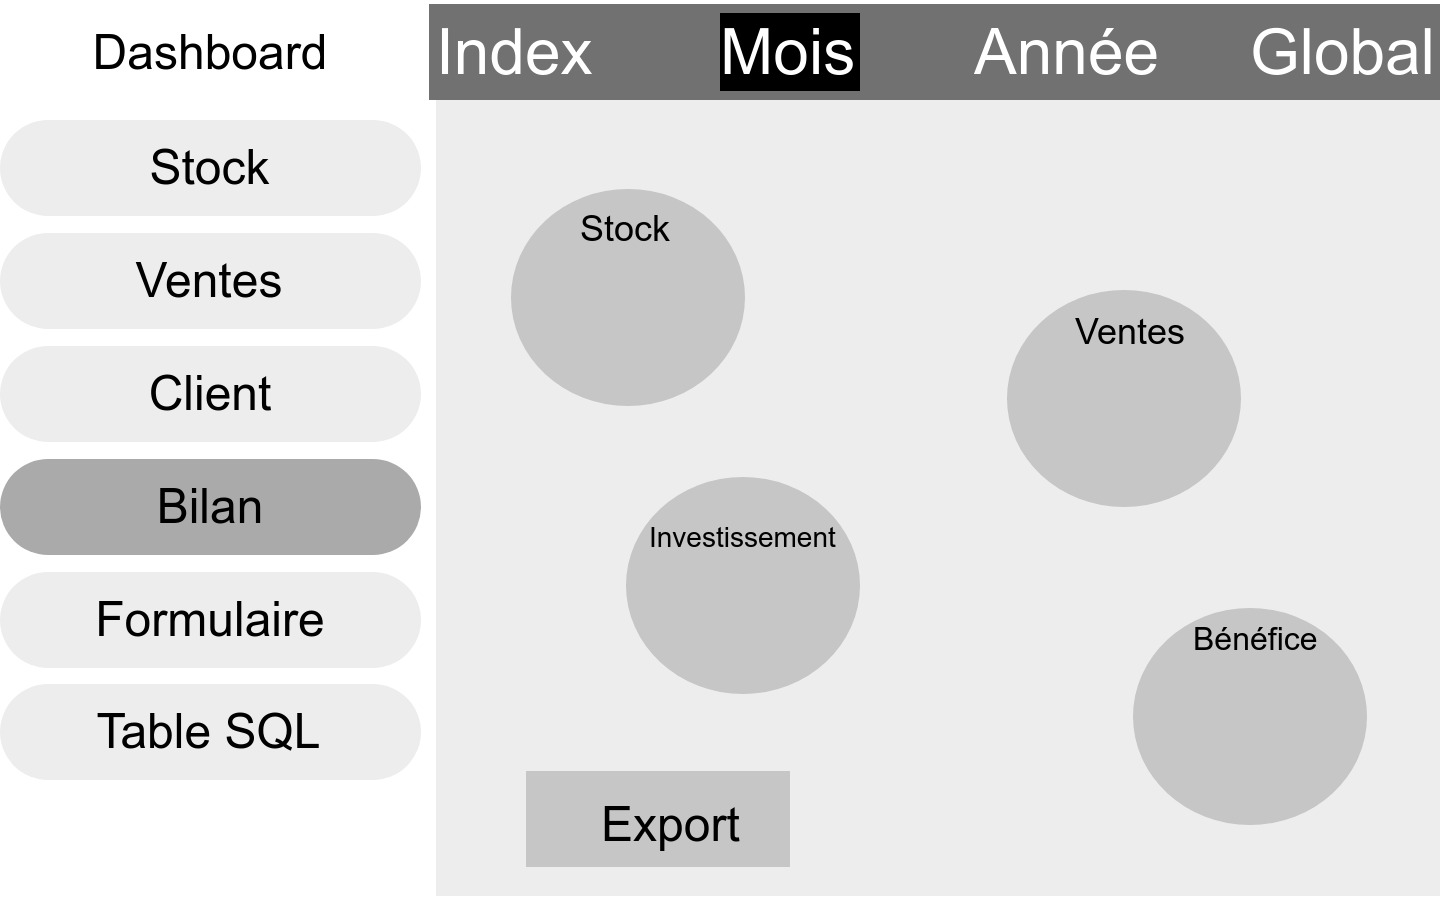 Dashboard
Index
Mois
Année
Global
Stock
Ventes
Client
Bilan
Formulaire
Table SQL
Stock
Ventes
Investissement
Bénéfice
Export